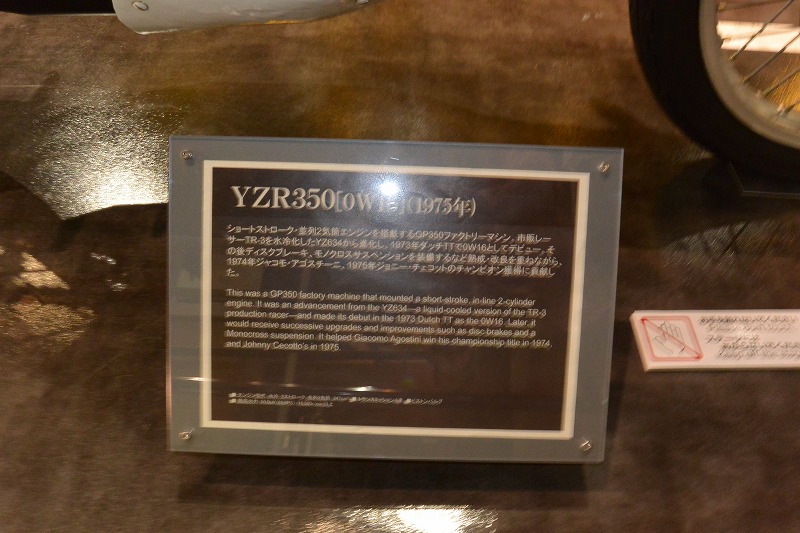 YZR350[0W16](1975年)
ショートストローク・並列2気筒エンジンを搭載するGP350ファクトリーマシン。市販レー
サーTR-3を水冷化したYZ634から進化し、1973年ダッチTTで0W16としてデビュー。そ
の後ディスクブレーキ、モノクロスサスペンションを装備するなど熟成・改良を重ねながら、
1974年ジャコモ・アゴスチーニ、1975年ジョニー・チェコットのチャンピオン獲得に貢献し
た。
This was a GP350 factory machine that mounted a short-stroke, in-line 2-cylinder
engine. It was an advancement from the YZ634—a liquid-cooled version of the TR-3
production racer—and made its debut in the 1973 Dutch TT as the 0W16. Later, it
would receive successive upgrades and improvements such as disc brakes and a
Monocross suspension. It helped Giacomo Agostini win his championship title in 1974,
and Johnny Cecotto's in 1975.